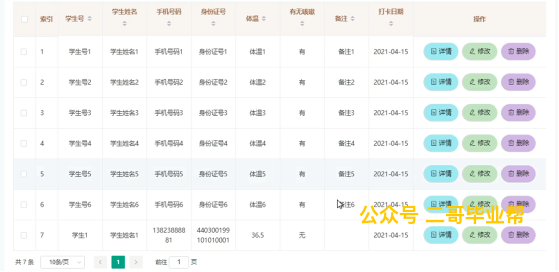 索引 学生号 学生姓名 手机号码 身份证号 体温 有无咳嗽 备注 打卡日期 操作
1 学生号1 学生姓名1 手机号码1 身份证号1 体温1 有 备注1 2021-04-15 详情 修改 删除
2 学生号2 学生姓名2 手机号码2 身份证号2 体温2 有 备注2 2021-04-15 详情 修改 删除
3 学生号3 学生姓名3 手机号码3 身份证号3 体温3 有 备注3 2021-04-15 详情 修改 删除
4 学生号4 学生姓名4 手机号码4 身份证号4 体温4 有 备注4 2021-04-15 详情 修改 删除
5 学生号5 学生姓名5 手机号码5 身份证号5 体温5 有 备注5 2021-04-15 详情 修改 删除
6 学生号6 学生姓名6 手机号码6 身份证号6 体温6 有 备注6 2021-04-15 详情 修改 删除
公众号 二哥毕业帮
7 学生1 学生姓名1 13823888881 440300199101010001 36.5 无 2021-04-15 详情 修改 删除
共 7 条 10条/页 1 前往 1 页